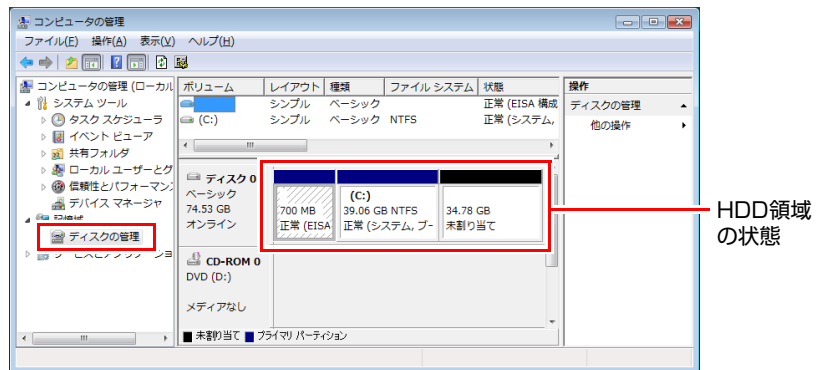 コンピュータの管理
ファイル(F) 操作(A) 表示(V) ヘルプ(H)
コンピュータの管理 (ローカル
システム ツール
タスク スケジューラ
イベント ビューア
共有フォルダ
ローカル ユーザーとグ
信頼性とパフォーマンス
デバイス マネージャ
記憶域
ディスクの管理
ボリューム レイアウト 種類 ファイル システム 状態
シンプル ベーシック 正常 (EISA 構成
(C:) シンプル ベーシック NTFS 正常 (システム,
ディスク 0
ベーシック
74.53 GB
オンライン
700 MB
正常 (EISA
(C:)
39.06 GB NTFS
正常 (システム, ブー
34.78 GB
未割り当て
CD-ROM 0
DVD (D:)
メディアなし
未割り当て プライマリ パーティション
操作
ディスクの管理
他の操作
HDD領域
の状態